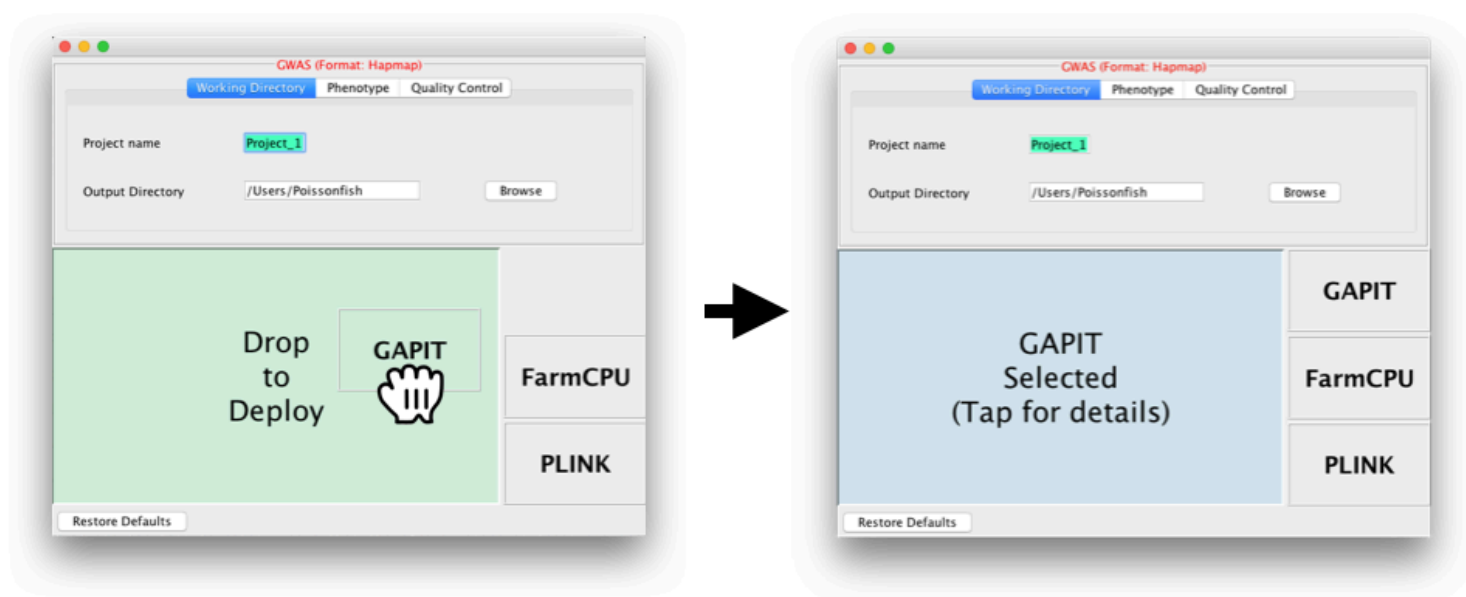 GWAS (Format: Hapmap)
Working Directory Phenotype Quality Control
Project name Project_1
Output Directory /Users/Poissonfish Browse
Drop
to
Deploy
GAPIT
FarmCPU
PLINK
Restore Defaults
GWAS (Format: Hapmap)
Working Directory Phenotype Quality Control
Project name Project_1
Output Directory /Users/Poissonfish Browse
GAPIT
Selected
(Tap for details)
GAPIT
FarmCPU
PLINK
Restore Defaults